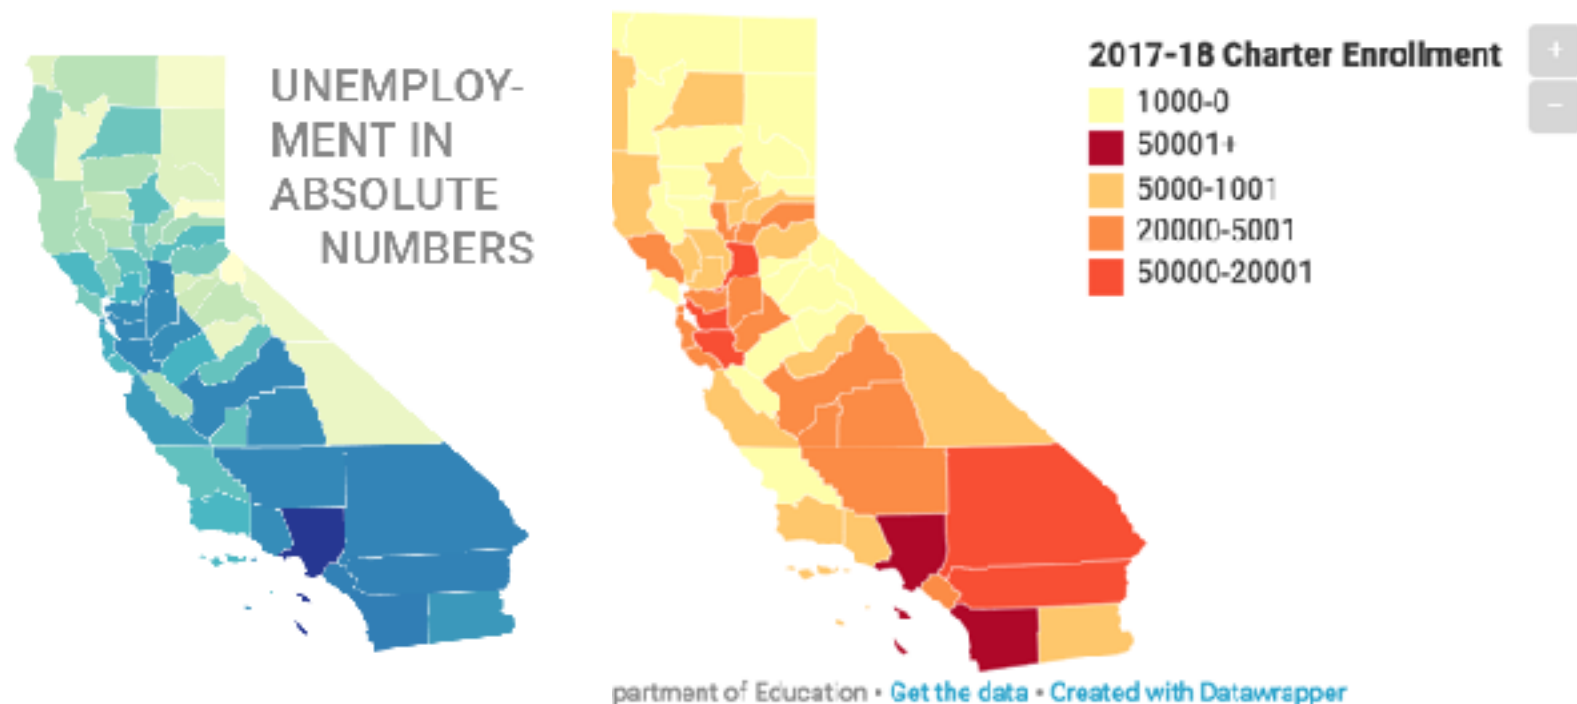 UNEMPLOY-
MENT IN
ABSOLUTE
NUMBERS
2017-18 Charter Enrollment
1000-0
50001+
5000-1001
20000-5001
50000-20001
+
−
partment of Education • Get the data • Created with Datawrapper